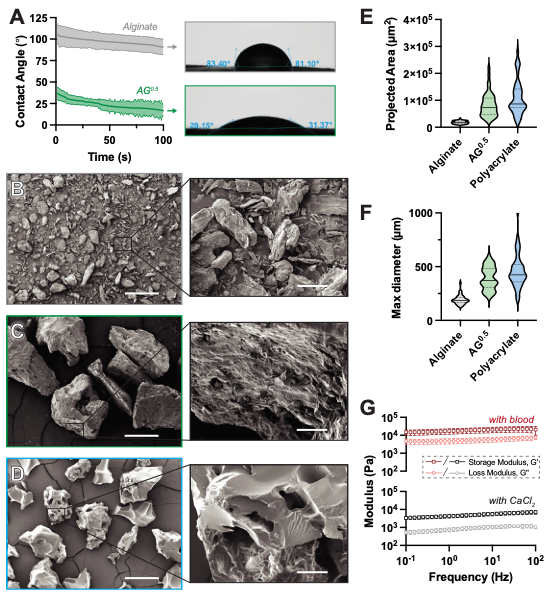 A
125
100
75
50
25
0
Contact Angle (°)
Alginate
AG0.5
0
50
100
Time (s)
83.40°
81.10°
29.15°
31.37°
B
C
D
E
Projected Area (µm²)
4×10⁵
3×10⁵
2×10⁵
1×10⁵
0
Alginate
AG0.5
Polyacrylate
F
Max diameter (µm)
1000
500
0
Alginate
AG0.5
Polyacrylate
G
Modulus (Pa)
with blood
10⁵
10⁴
10³
10²
/ Storage Modulus, G'
/ Loss Modulus, G"
with CaCl₂
10⁵
10⁴
10³
10²
10⁻¹
10⁰
10¹
10²
Frequency (Hz)